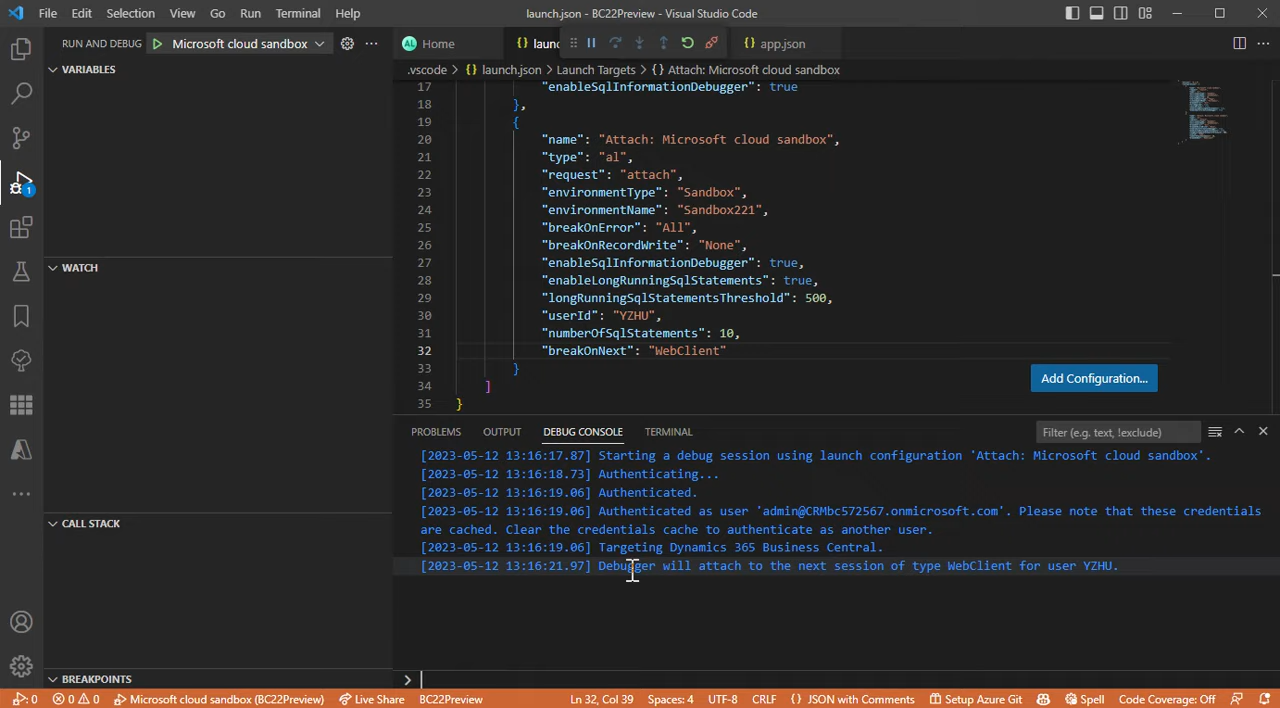 File Edit Selection View Go Run Terminal Help
launch.json - BC22Preview - Visual Studio Code
RUN AND DEBUG Microsoft cloud sandbox
AL Home
{} laun
{} app.json
VARIABLES
.vscode > {} launch.json > Launch Targets > {} Attach: Microsoft cloud sandbox
17 "enableSqlInformationDebugger": true
18 },
19 {
20 "name": "Attach: Microsoft cloud sandbox",
21 "type": "al",
22 "request": "attach",
23 "environmentType": "Sandbox",
24 "environmentName": "Sandbox221",
25 "breakOnError": "All",
26 "breakOnRecordWrite": "None",
27 "enableSqlInformationDebugger": true,
28 "enableLongRunningSqlStatements": true,
29 "longRunningSqlStatementsThreshold": 500,
30 "userId": "YZHU",
31 "numberOfSqlStatements": 10,
32 "breakOnNext": "WebClient"
33 }
34 ]
35 }
Add Configuration...
1
WATCH
CALL STACK
BREAKPOINTS
PROBLEMS OUTPUT DEBUG CONSOLE TERMINAL
Filter (e.g. text, !exclude)
[2023-05-12 13:16:17.87] Starting a debug session using launch configuration 'Attach: Microsoft cloud sandbox'.
[2023-05-12 13:16:18.73] Authenticating...
[2023-05-12 13:16:19.06] Authenticated.
[2023-05-12 13:16:19.06] Authenticated as user 'admin@CRMbc572567.onmicrosoft.com'. Please note that these credentials
are cached. Clear the credentials cache to authenticate as another user.
[2023-05-12 13:16:19.06] Targeting Dynamics 365 Business Central.
[2023-05-12 13:16:21.97] Debugger will attach to the next session of type WebClient for user YZHU.
>
0 0 0 Microsoft cloud sandbox (BC22Preview) Live Share BC22Preview Ln 32, Col 39 Spaces: 4 UTF-8 CRLF {} JSON with Comments Setup Azure Git Spell Code Coverage: Off